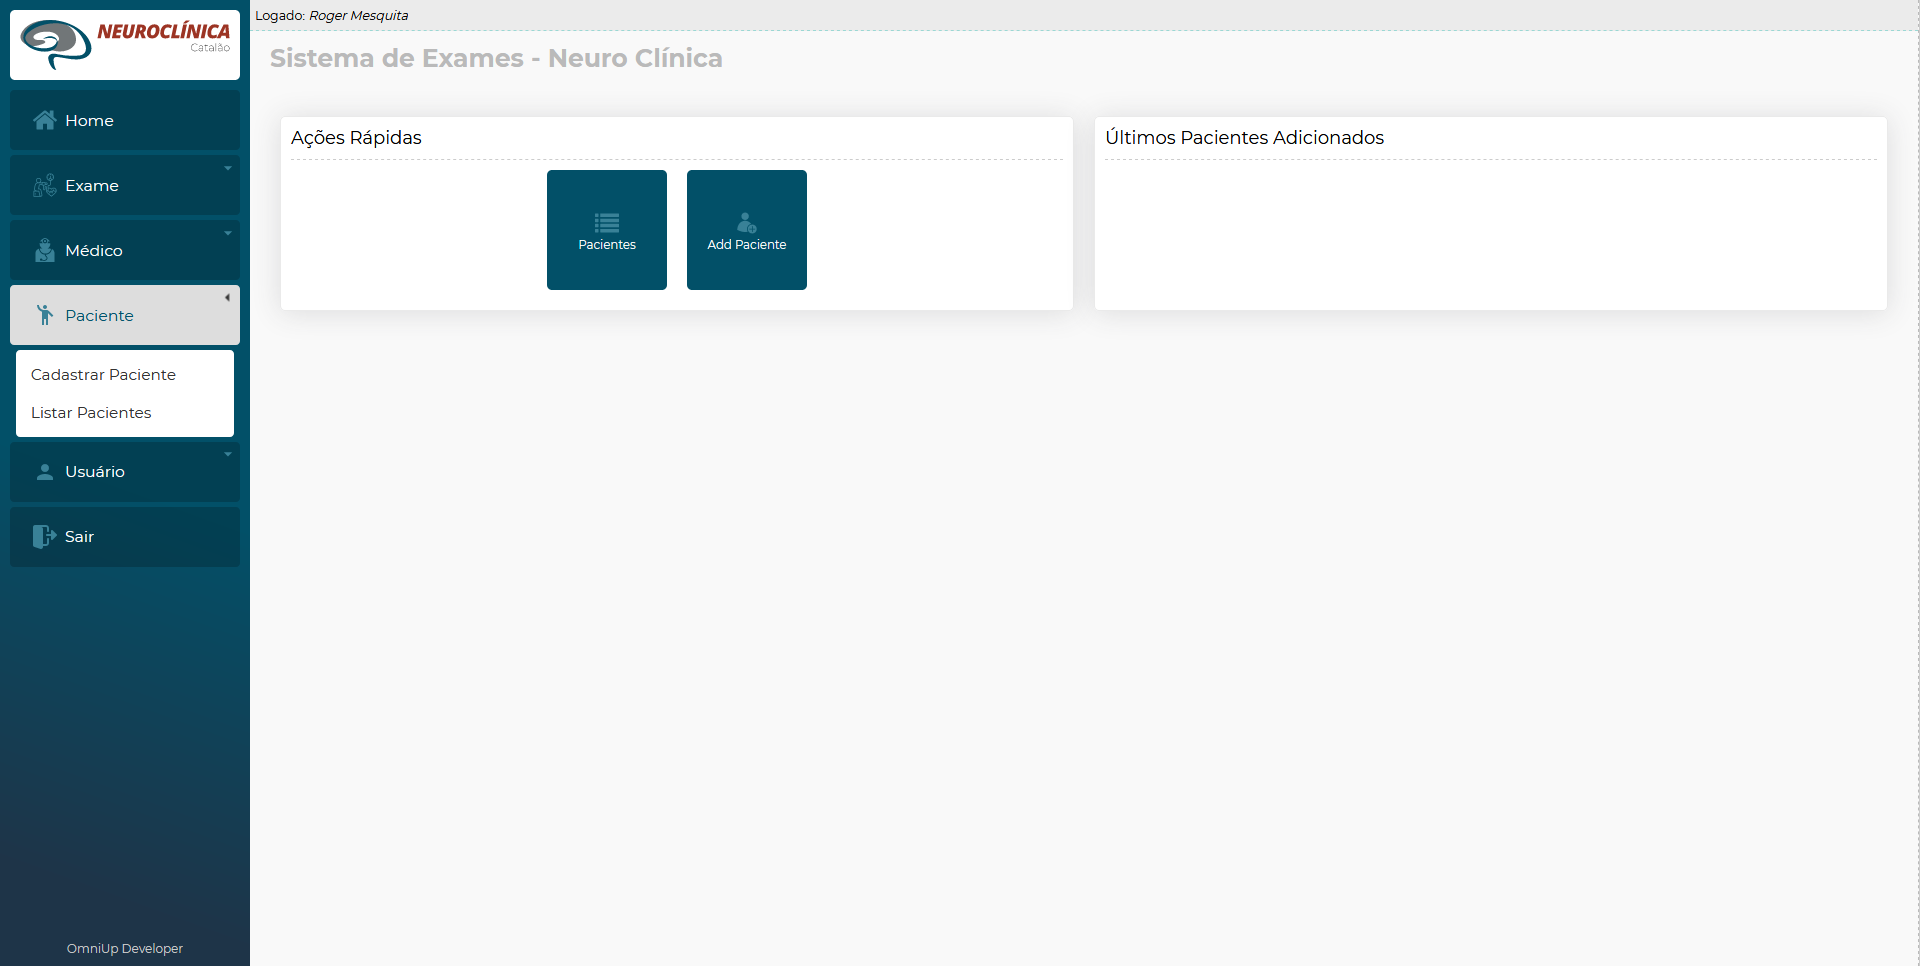 NEUROCLÍNICA
Catalão
Home
Exame
Médico
Paciente
Cadastrar Paciente
Listar Pacientes
Usuário
Sair
OmniUp Developer
Logado: Roger Mesquita
Sistema de Exames - Neuro Clínica
Ações Rápidas
Pacientes
Add Paciente
Últimos Pacientes Adicionados